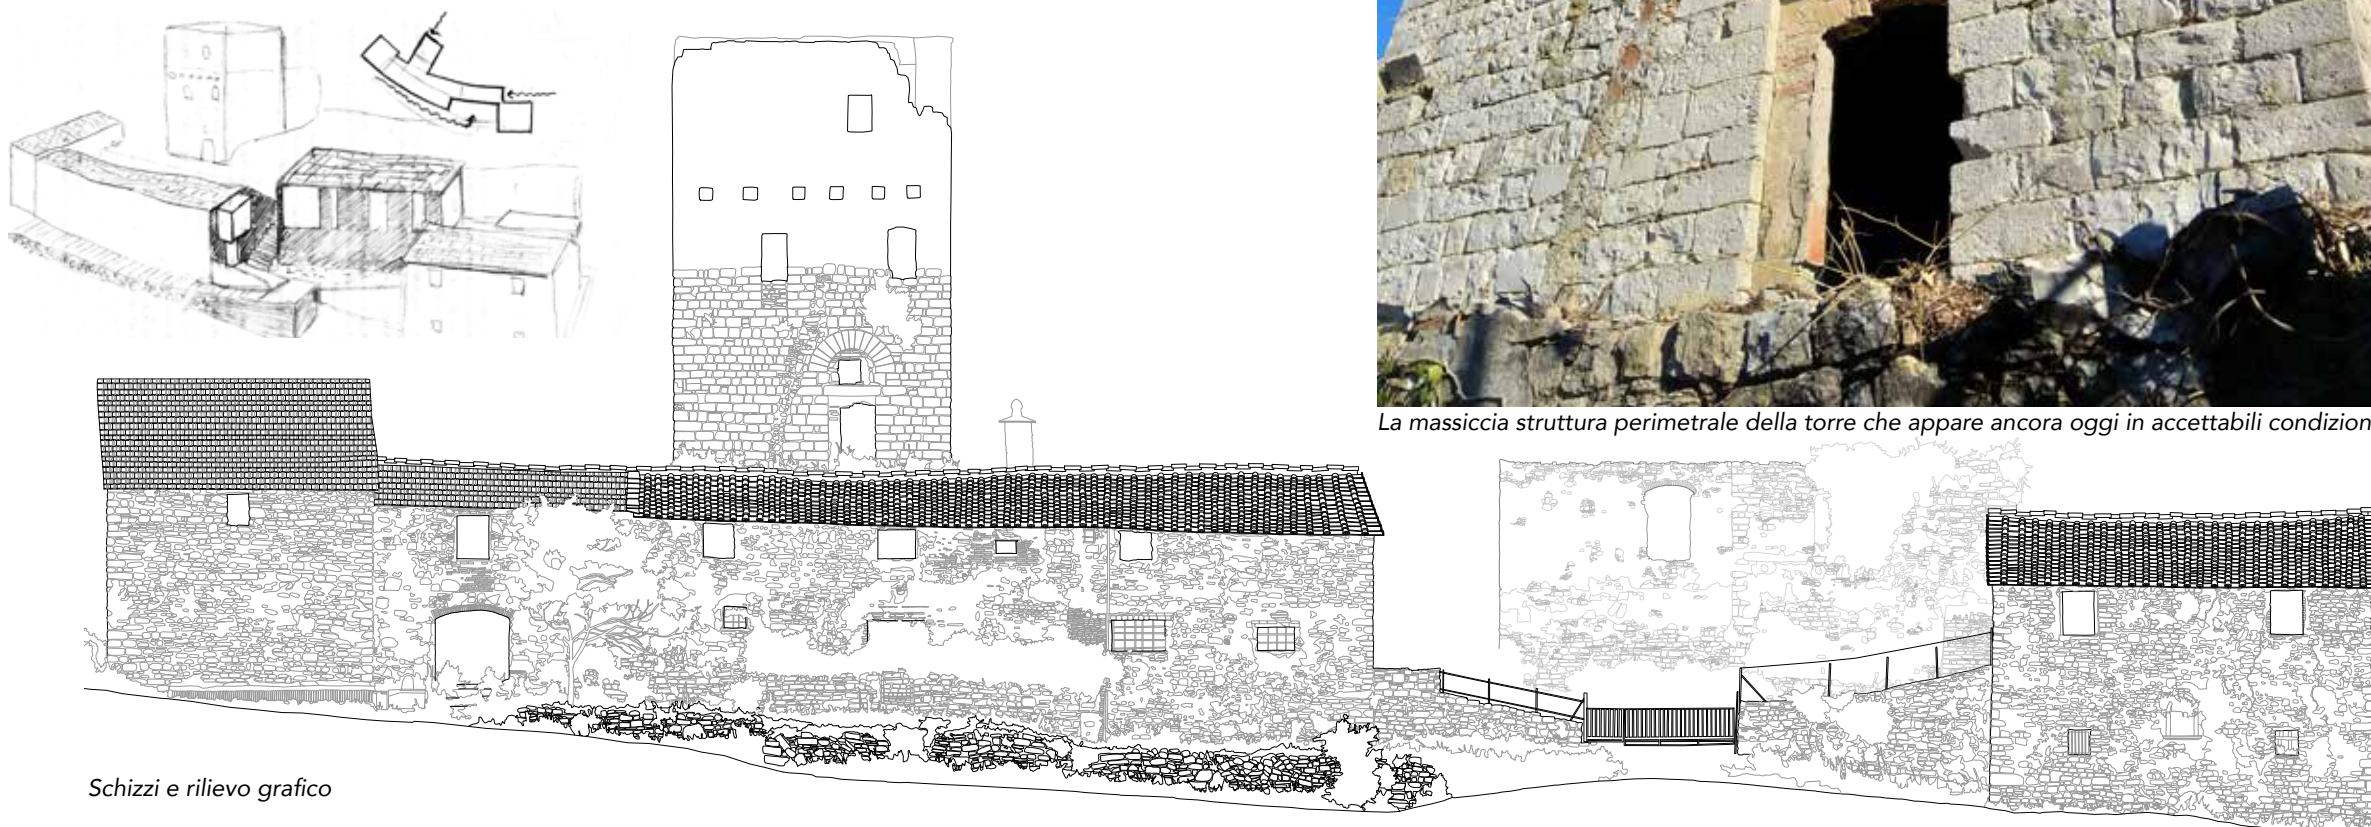 La massiccia struttura perimetrale della torre che appare ancora oggi in accettabili condizion
Schizzi e rilievo grafico